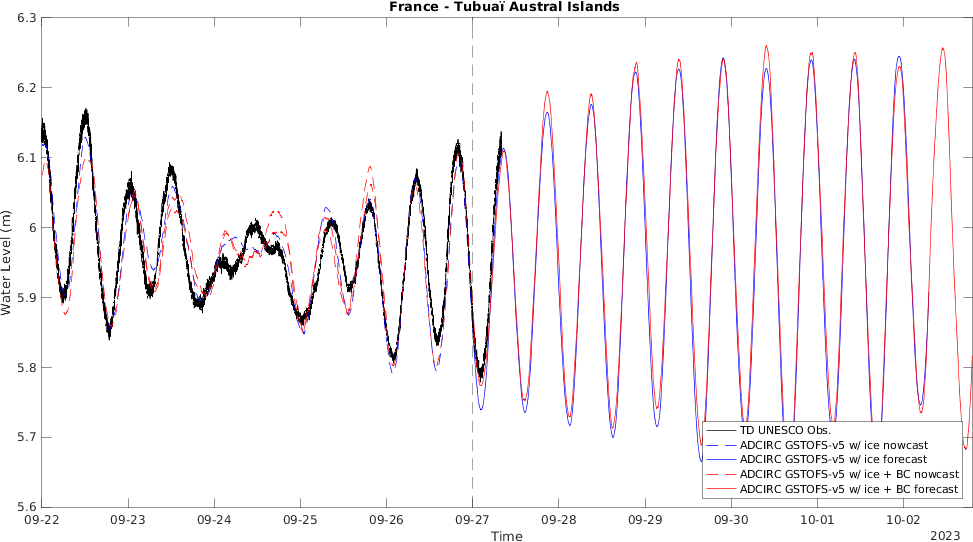 France - Tubuaï Austral Islands
6.3
6.2
6.1
6
5.9
5.8
5.7
5.6
Water Level (m)
TD UNESCO Obs.
ADCIRC GSTOFS-v5 w/ ice nowcast
ADCIRC GSTOFS-v5 w/ ice forecast
ADCIRC GSTOFS-v5 w/ ice + BC nowcast
ADCIRC GSTOFS-v5 w/ ice + BC forecast
09-22 09-23 09-24 09-25 09-26 09-27 09-28 09-29 09-30 10-01 10-02
Time
2023